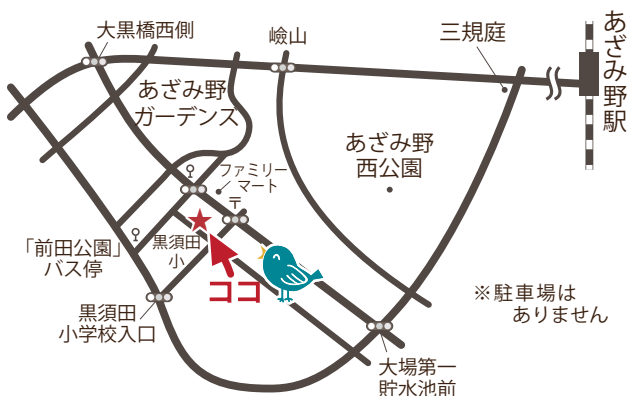 大黒橋西側
嶮山
三規庭
あざみ野駅
あざみ野
ガーデンス
あざみ野
西公園
ファミリー
マート
〒
「前田公園」
バス停
黒須田
小
ココ
黒須田
小学校入口
※駐車場は
ありません
大場第一
貯水池前